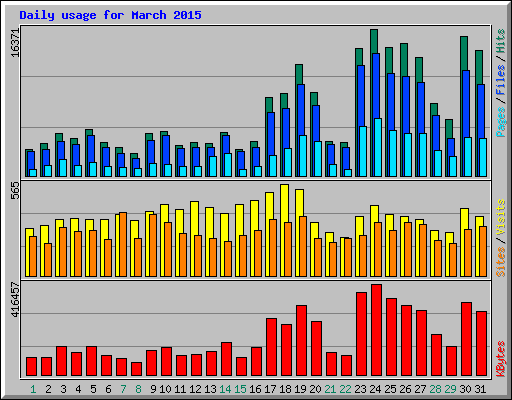 Daily usage for March 2015
16371
Pages / Files / Hits
565
Sites / Visits
416457
KBytes
1 2 3 4 5 6 7 8 9 10 11 12 13 14 15 16 17 18 19 20 21 22 23 24 25 26 27 28 29 30 31